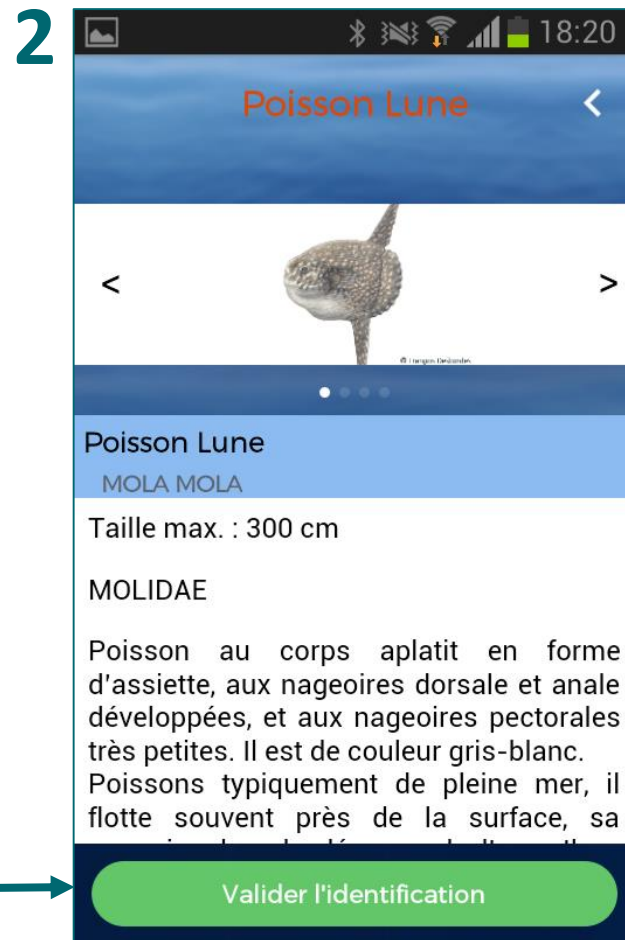 2
18:20
Poisson Lune
<
<
>
© François Desbordes
Poisson Lune
MOLA MOLA
Taille max. : 300 cm
MOLIDAE
Poisson au corps aplatit en forme
d'assiette, aux nageoires dorsale et anale
développées, et aux nageoires pectorales
très petites. Il est de couleur gris-blanc.
Poissons typiquement de pleine mer, il
flotte souvent près de la surface, sa
Valider l'identification